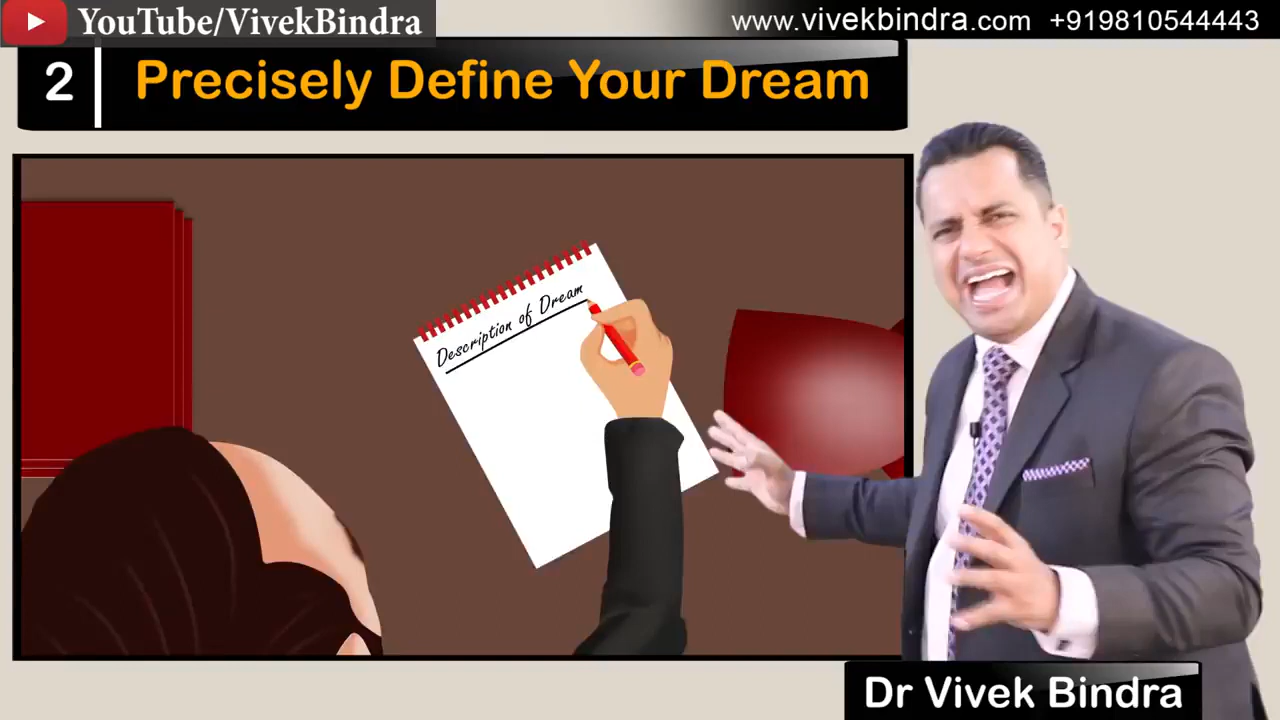 YouTube/VivekBindra
www.vivekbindra.com +919810544443
2 Precisely Define Your Dream
Description of Dream
Dr Vivek Bindra